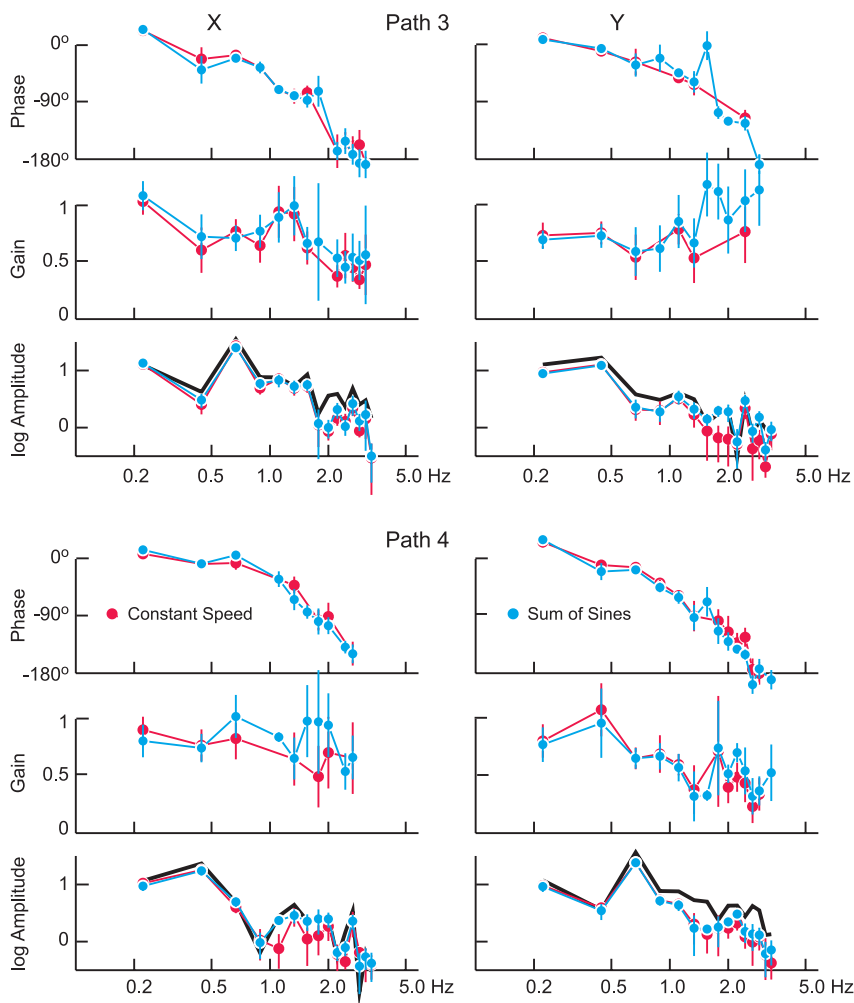 X Path 3 Y
0º
-90º
-180º
Phase
1
0.5
0
Gain
1
0
log Amplitude
0.2 0.5 1.0 2.0 5.0 Hz 0.2 0.5 1.0 2.0 5.0 Hz
Path 4
0º
-90º
-180º
Phase
Constant Speed Sum of Sines
1
0.5
0
Gain
1
0
log Amplitude
0.2 0.5 1.0 2.0 5.0 Hz 0.2 0.5 1.0 2.0 5.0 Hz